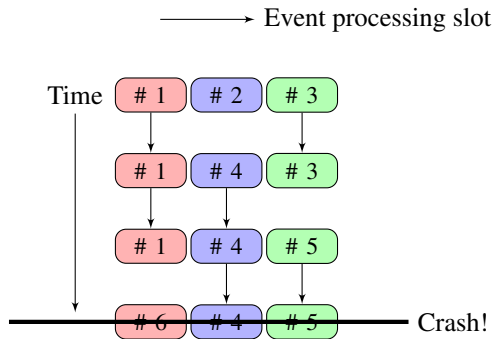 Event processing slot
Time # 1 # 2 # 3
# 1 # 4 # 3
# 1 # 4 # 5
# 6 # 4 # 5 Crash!